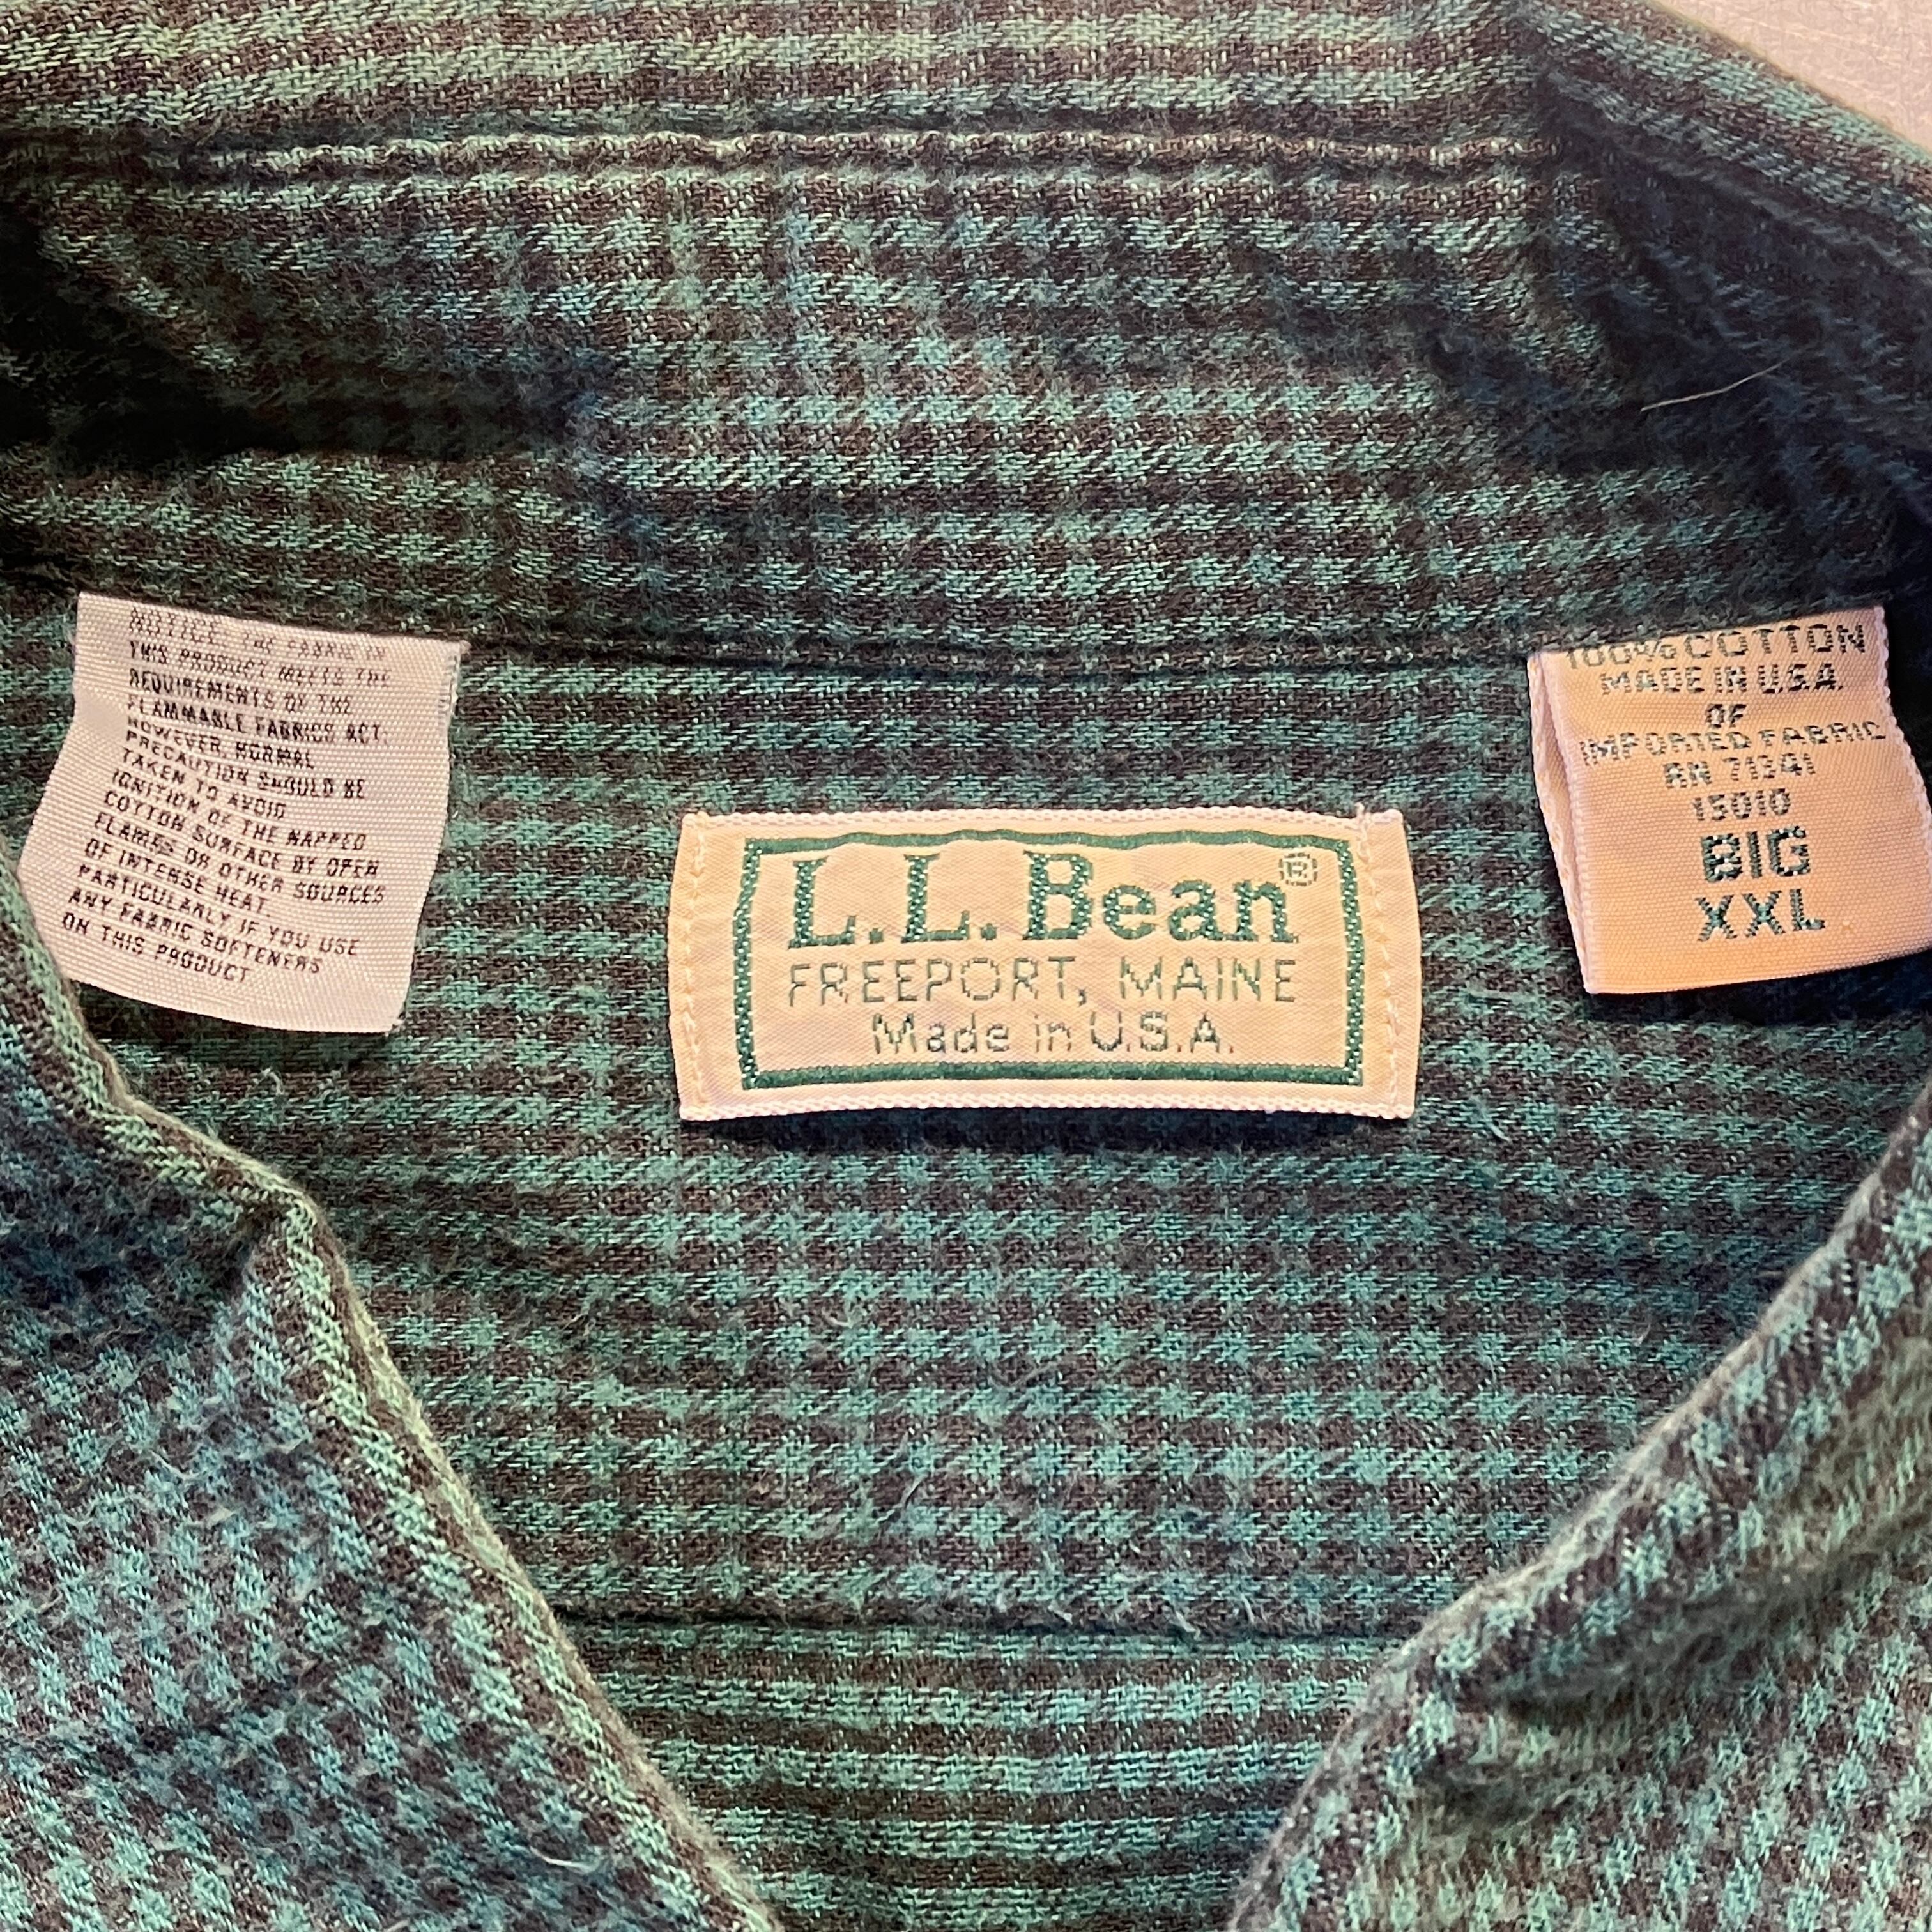 NOTICE. THE FABRIC IN
THIS PRODUCT MEETS THE
REQUIREMENTS OF THE
FLAMMABLE FABRICS ACT.
HOWEVER, NORMAL
PRECAUTION SHOULD BE
TAKEN TO AVOID
IGNITION OF THE NAPPED
COTTON SURFACE BY OPEN
FLAMES OR OTHER SOURCES
OF INTENSE HEAT.
PARTICULARLY IF YOU USE
ANY FABRIC SOFTENERS
ON THIS PRODUCT
L.L.Bean®
FREEPORT, MAINE
Made in U.S.A.
100% COTTON
MADE IN U.S.A.
OF
IMPORTED FABRIC
RN 71341
15010
BIG
XXL